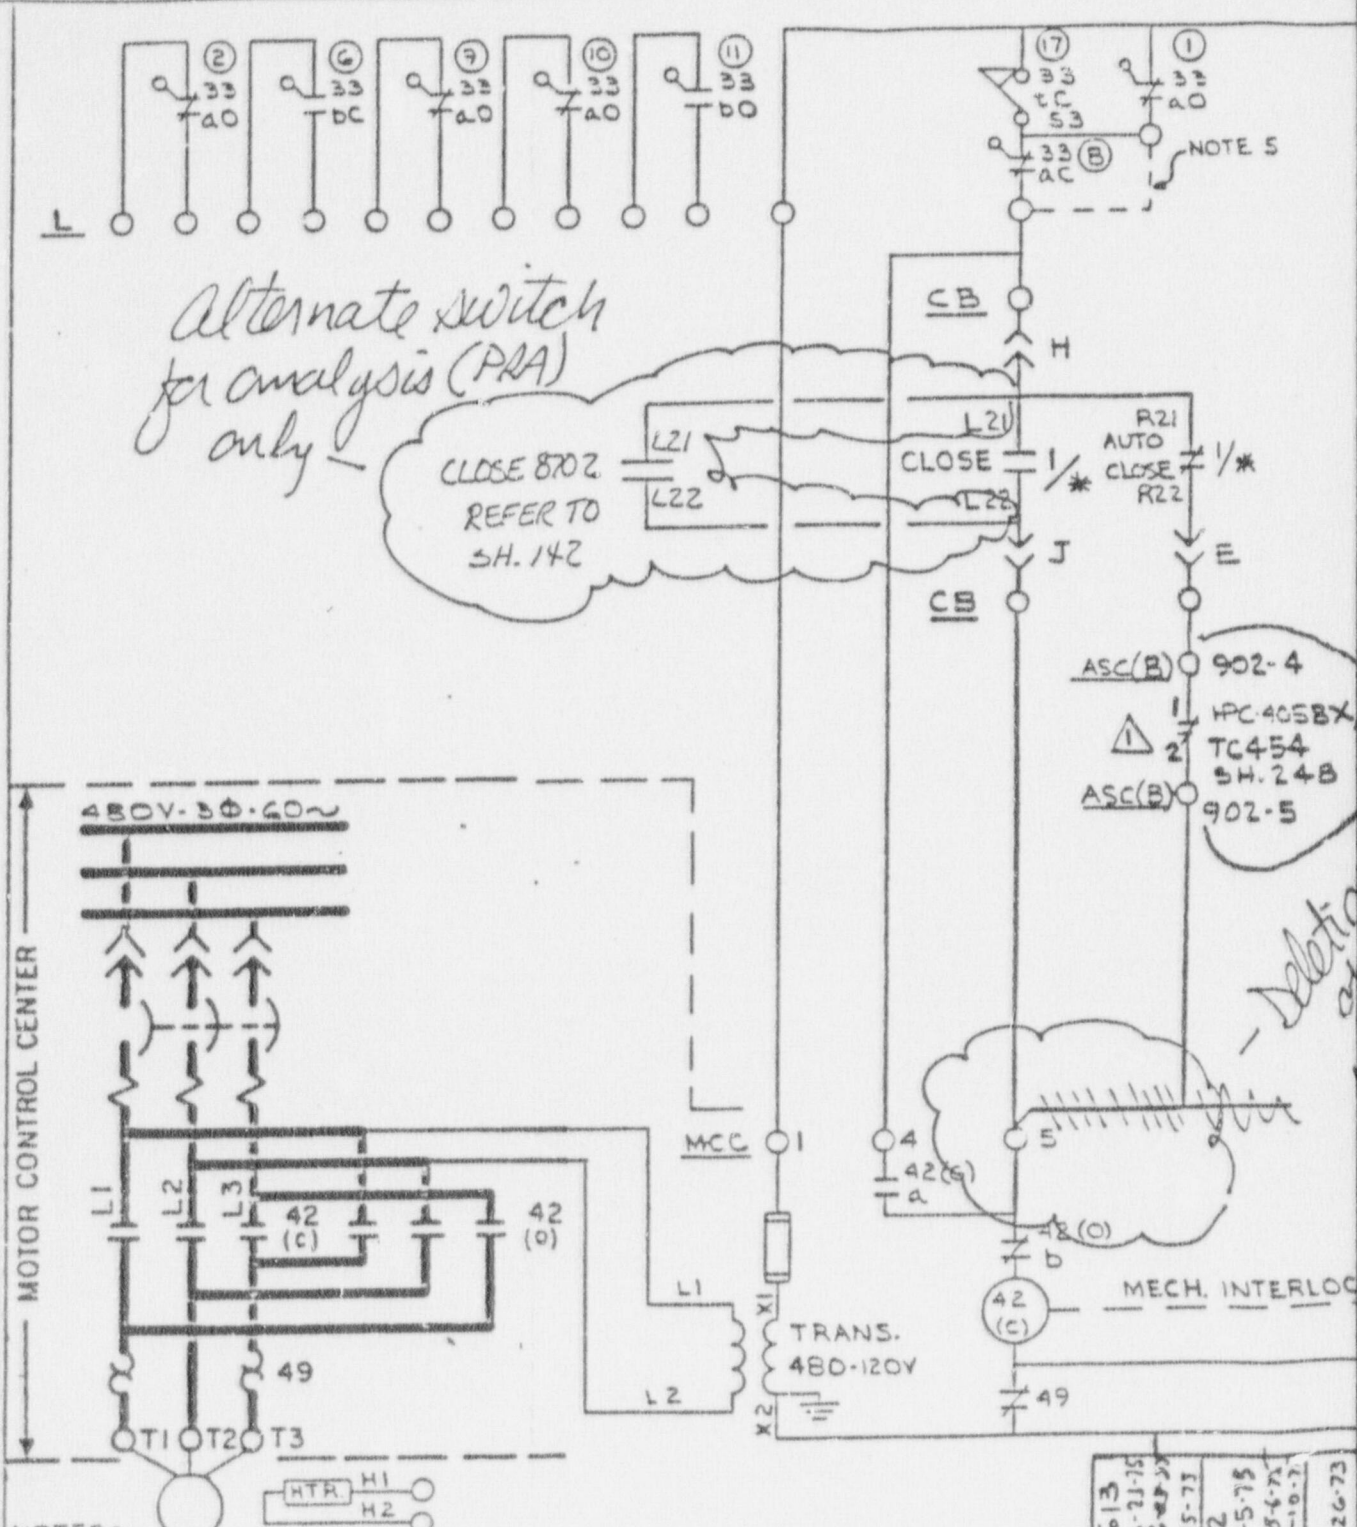 2
33
aO
6
33
bC
7
33
aO
10
33
aO
11
33
bO
17
33
tC
53
1
33
aO
33
aC
B
NOTE 5
L
CB
H
Alternate switch
for analysis (PRA)
only
CLOSE 8702
REFER TO
SH. 142
L21
L22
L21
CLOSE
1/*
L22
R21
AUTO
CLOSE
R22
1/*
J
E
CB
ASC(B)
902-4
1
2
1
TC454
SH. 24B
ASC(B)
902-5
480V-3Φ-60~
MOTOR CONTROL CENTER
MCC
1
4
5
42
a
42(O)
b
L1
L2
L3
42
(C)
42
(O)
42
(C)
MECH. INTERLOC
L1
L2
X1
X2
TRANS.
480-120V
49
49
T1
T2
T3
HTR.
H1
H2
26-73